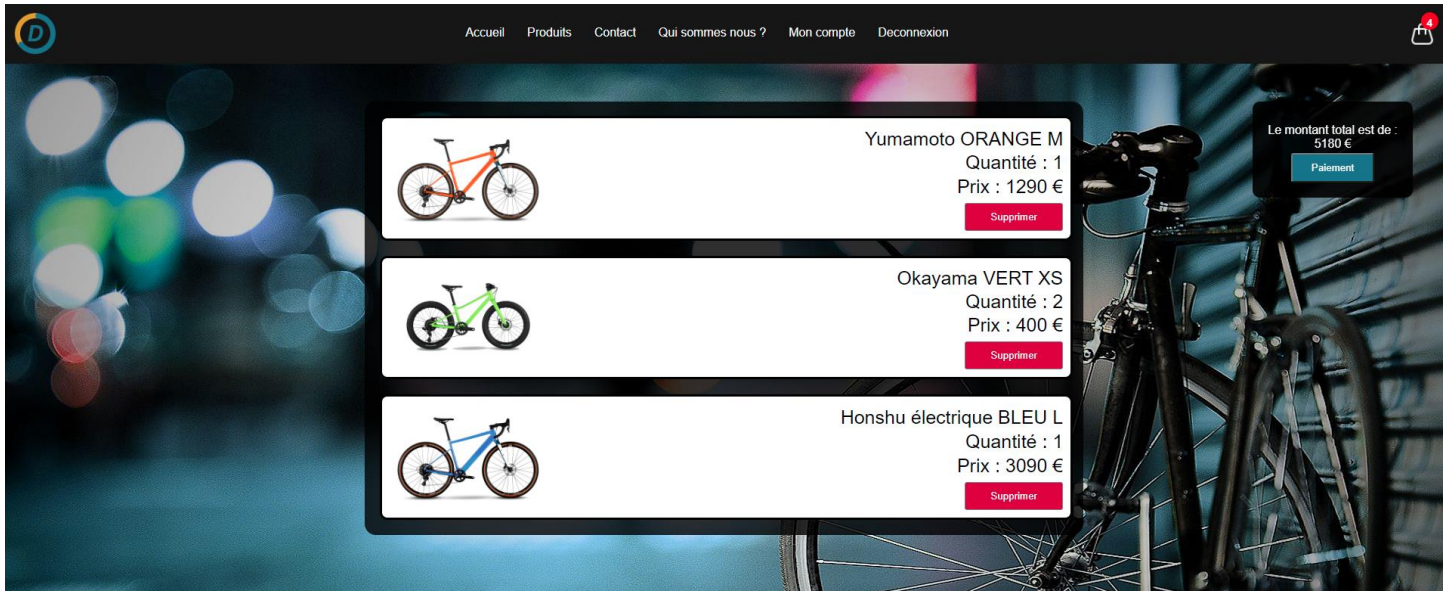 D
Accueil Produits Contact Qui sommes nous ? Mon compte Deconnexion
4
Yumamoto ORANGE M
Quantité : 1
Prix : 1290 €
Supprimer
Okayama VERT XS
Quantité : 2
Prix : 400 €
Supprimer
Honshu électrique BLEU L
Quantité : 1
Prix : 3090 €
Supprimer
Le montant total est de :
5180 €
Paiement